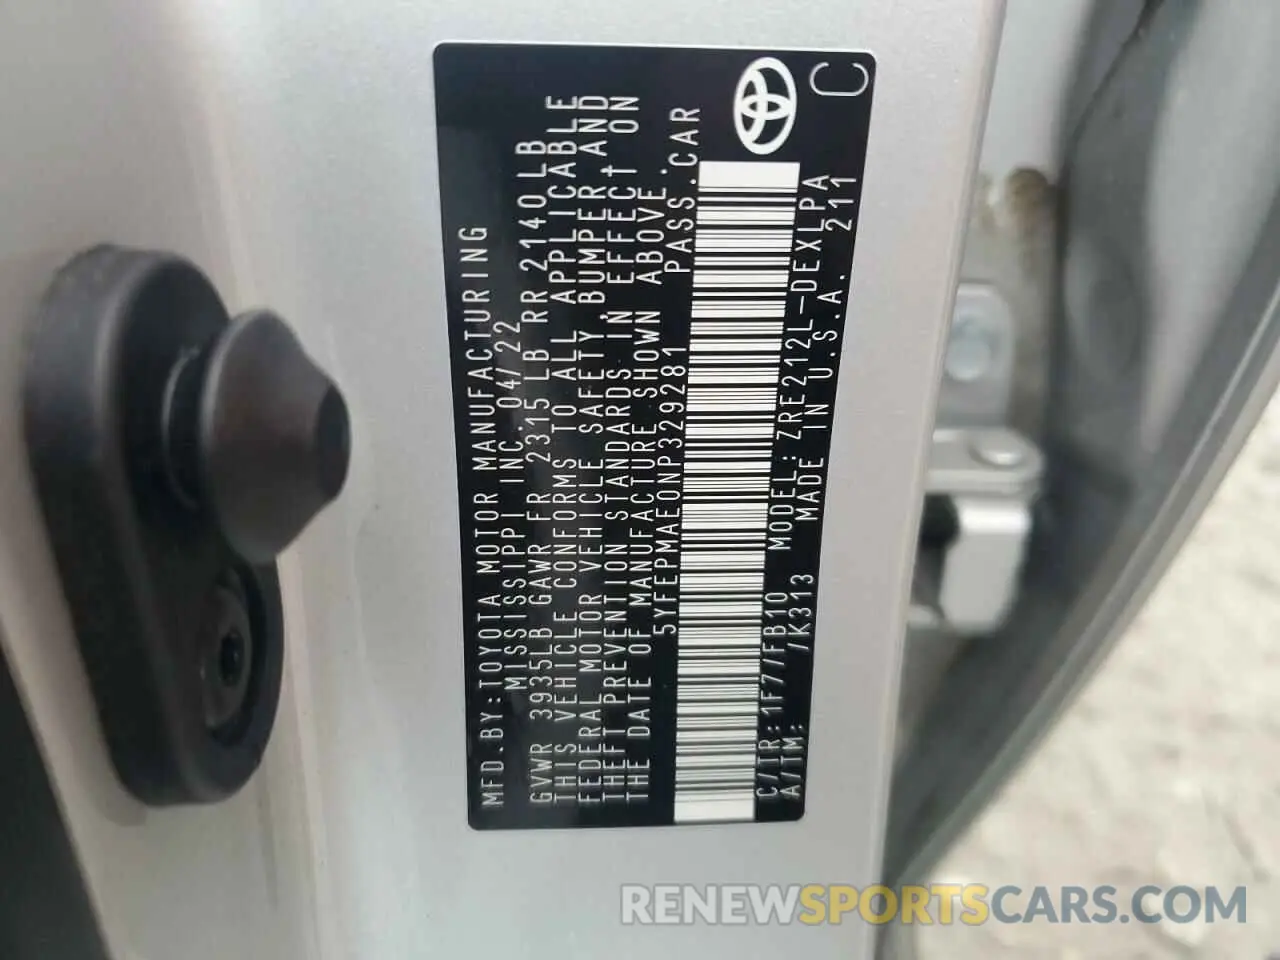 MFD.BY:TOYOTA MOTOR MANUFACTURING
MISSISSIPPI INC. 04/22
GVWR 3935LB GAWR FR 2315LB RR 2140LB
THIS VEHICLE CONFORMS TO ALL APPLICABLE
FEDERAL MOTOR VEHICLE SAFETY, BUMPER, AND
THEFT PREVENTION STANDARDS IN EFFECT ON
THE DATE OF MANUFACTURE SHOWN ABOVE.
5YFEPMAE0NP329281 PASS.CAR
C/TR:1F7/FB10 MODEL:ZRE212L-DEXLPA
A/TM: /K313 MADE IN U.S.A. 211
C
RENEWSPORTSCARS.COM